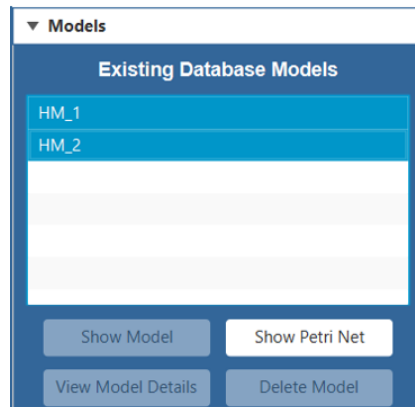 Models
Existing Database Models
HM_1
HM_2
Show Model Show Petri Net
View Model Details Delete Model